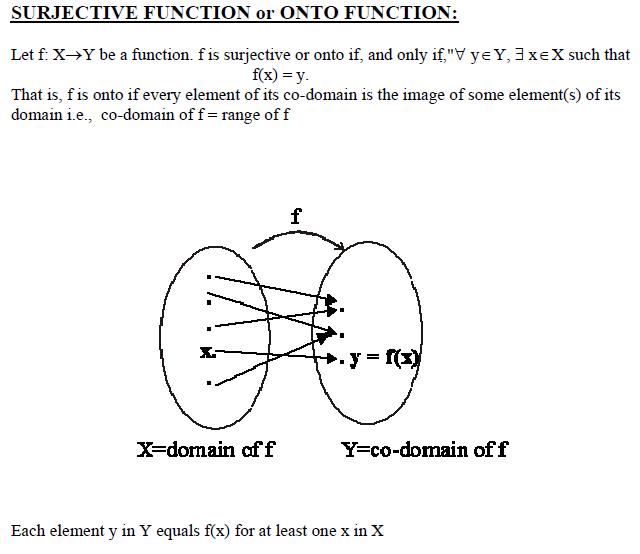 SURJECTIVE FUNCTION or ONTO FUNCTION:
Let f: X→Y be a function. f is surjective or onto if, and only if,"∀ y∈Y, ∃ x∈X such that
f(x) = y.
That is, f is onto if every element of its co-domain is the image of some element(s) of its
domain i.e., co-domain of f = range of f
f
x.
. y = f(x)
X=domain of f
Y=co-domain of f
Each element y in Y equals f(x) for at least one x in X